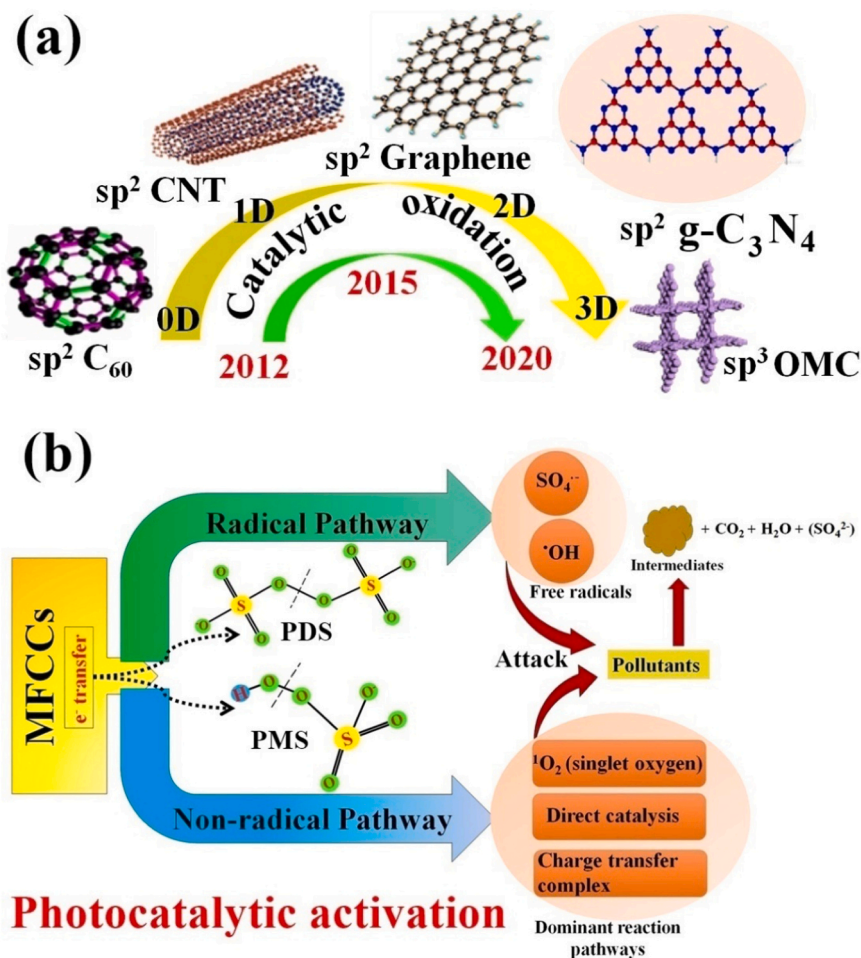 (a)
sp² Graphene
sp² CNT
1D
Catalytic
oxidation
2D
sp² g-C₃N₄
0D
2015
3D
sp² C₆₀
2012
2020
sp³ OMC
(b)
Radical Pathway
SO₄·⁻
·OH
Free radicals
+ CO₂ + H₂O + (SO₄²⁻)
Intermediates
MFCCs
e⁻ transfer
O O O S O O S O O O
PDS
H O O O S O O
PMS
Attack
Pollutants
Non-radical Pathway
¹O₂ (singlet oxygen)
Direct catalysis
Charge transfer
complex
Photocatalytic activation
Dominant reaction
pathways